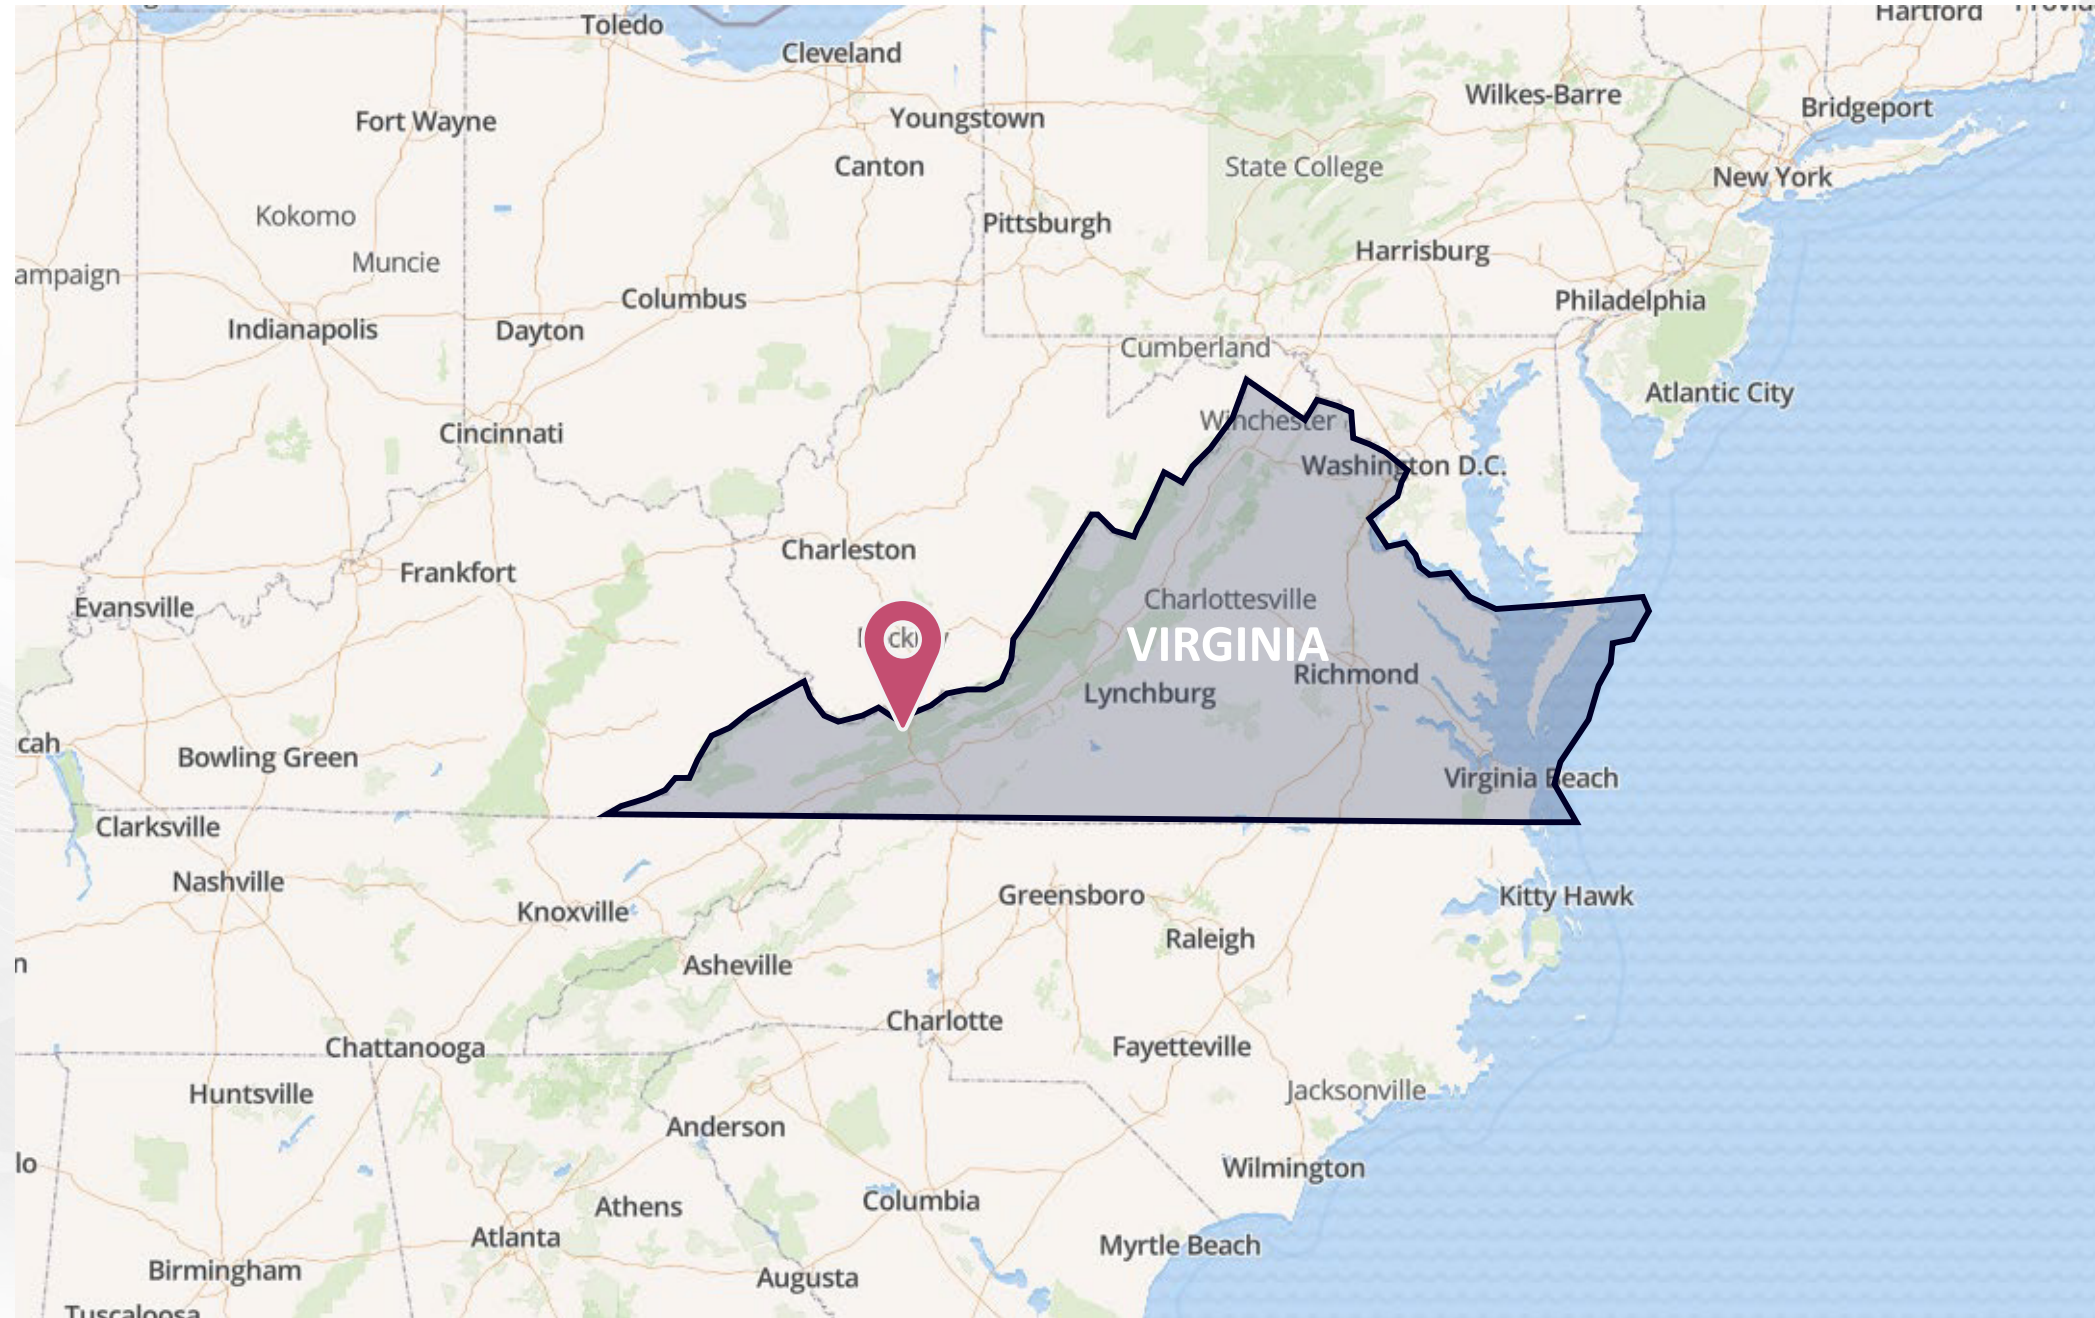 Toledo
Hartford
Cleveland
Wilkes-Barre
Bridgeport
Fort Wayne
Youngstown
Canton
State College
New York
Kokomo
Pittsburgh
Muncie
Harrisburg
ampaign
Columbus
Philadelphia
Indianapolis
Dayton
Cumberland
Atlantic City
Winchester
Cincinnati
Washington D.C.
Charleston
Frankfort
Charlottesville
Evansville
VIRGINIA
Richmond
Lynchburg
cah
Bowling Green
Virginia Beach
Clarksville
Nashville
Greensboro
Kitty Hawk
Knoxville
Raleigh
n
Asheville
Charlotte
Chattanooga
Fayetteville
Huntsville
Jacksonville
Anderson
lo
Wilmington
Athens
Columbia
Atlanta
Myrtle Beach
Birmingham
Augusta
Tuscaloosa